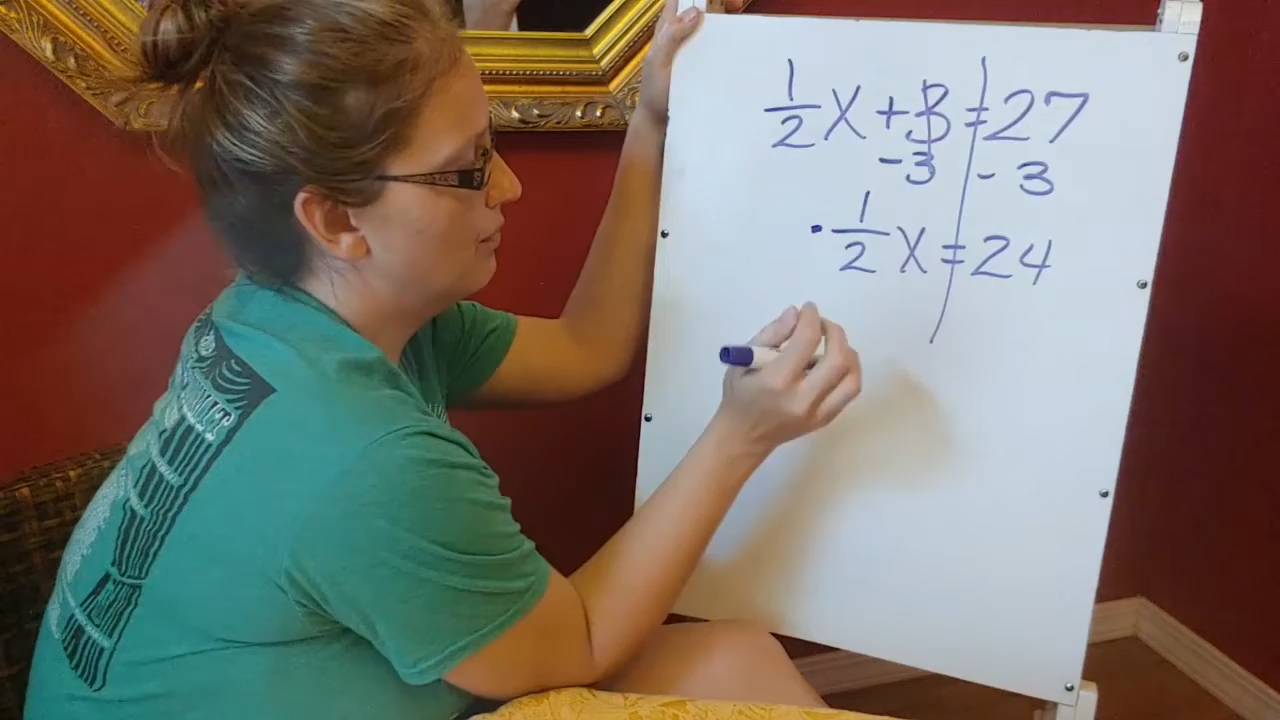 1/2 X + 3 = 27
- 3 - 3
· 1/2 X = 24